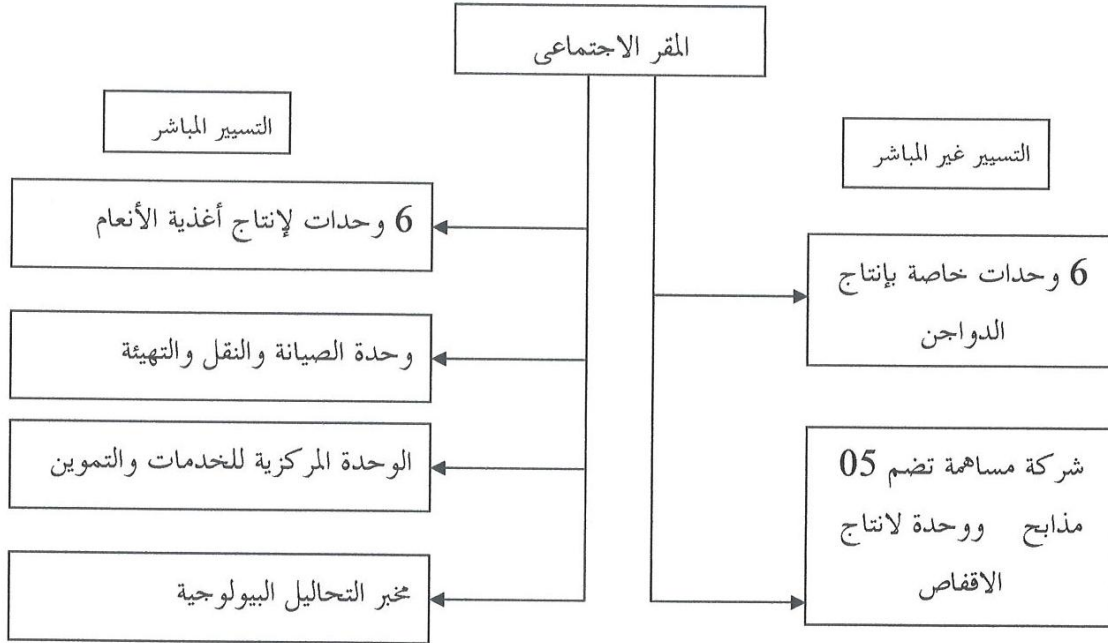 المقر الاجتماعى
التسيير غير المباشر
6 وحدات خاصة بإنتاج
الدواجن
شركة مساهمة تضم 05
مذابح ووحدة لانتاج
الاقفاص
التسيير المباشر
6 وحدات لإنتاج أغذية الأنعام
وحدة الصيانة والنقل والتهيئة
الوحدة المركزية للخدمات والتموين
مخبر التحاليل البيولوجية